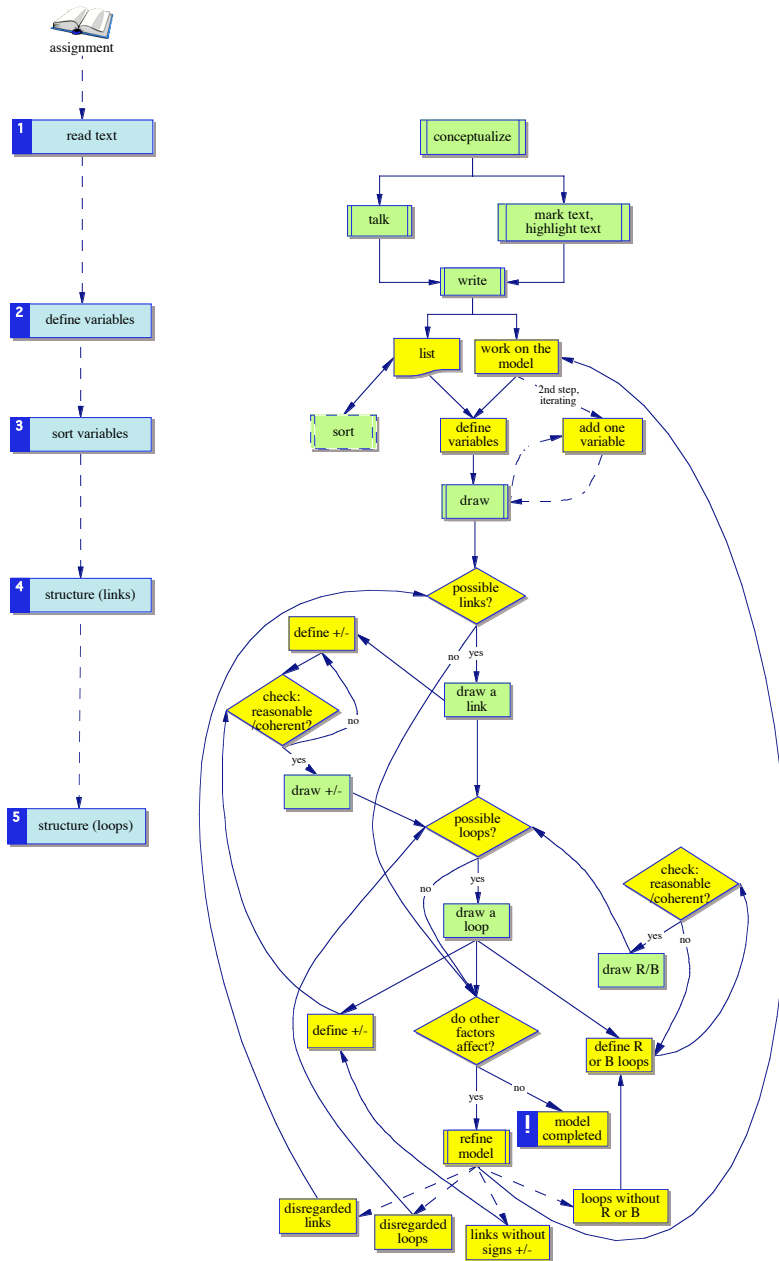 assignment
1
read text
2
define variables
3
sort variables
4
structure (links)
5
structure (loops)
conceptualize
talk
mark text,
highlight text
write
list
work on the
model
2nd step,
iterating
sort
define
variables
add one
variable
draw
possible
links?
no
yes
define +/-
draw a
link
check:
reasonable
/coherent?
no
yes
draw +/-
possible
loops?
no
yes
draw a
loop
check:
reasonable
/coherent?
yes
no
draw R/B
define +/-
do other
factors
affect?
define R
or B loops
yes
no
!
model
completed
refine
model
disregarded
links
disregarded
loops
links without
signs +/-
loops without
R or B